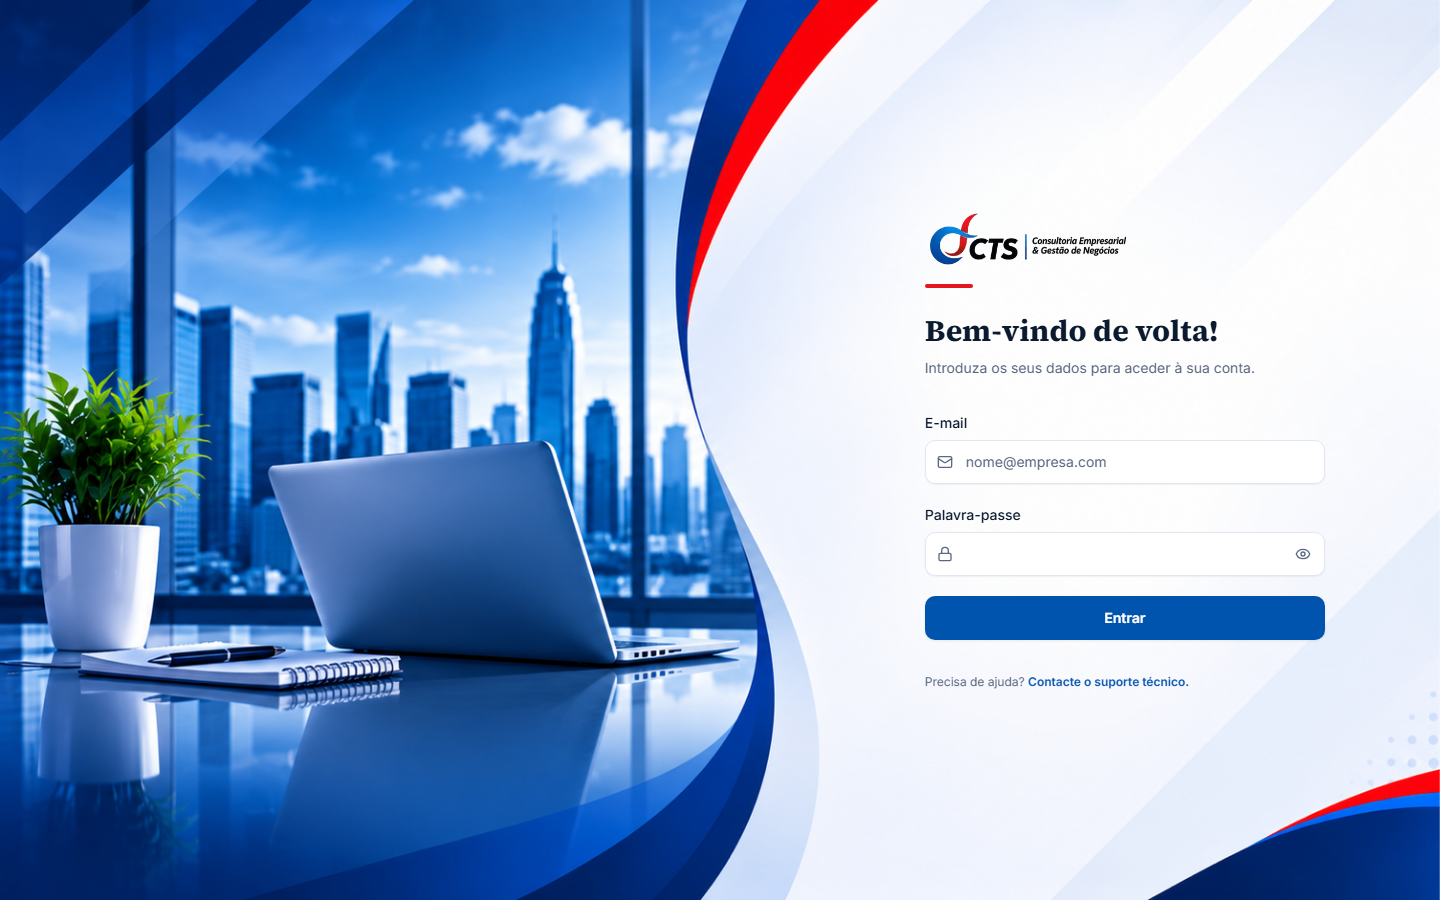 CTS
Consultoria Empresarial
& Gestão de Negócios
Bem-vindo de volta!
Introduza os seus dados para aceder à sua conta.
E-mail
nome@empresa.com
Palavra-passe
Entrar
Precisa de ajuda? Contacte o suporte técnico.